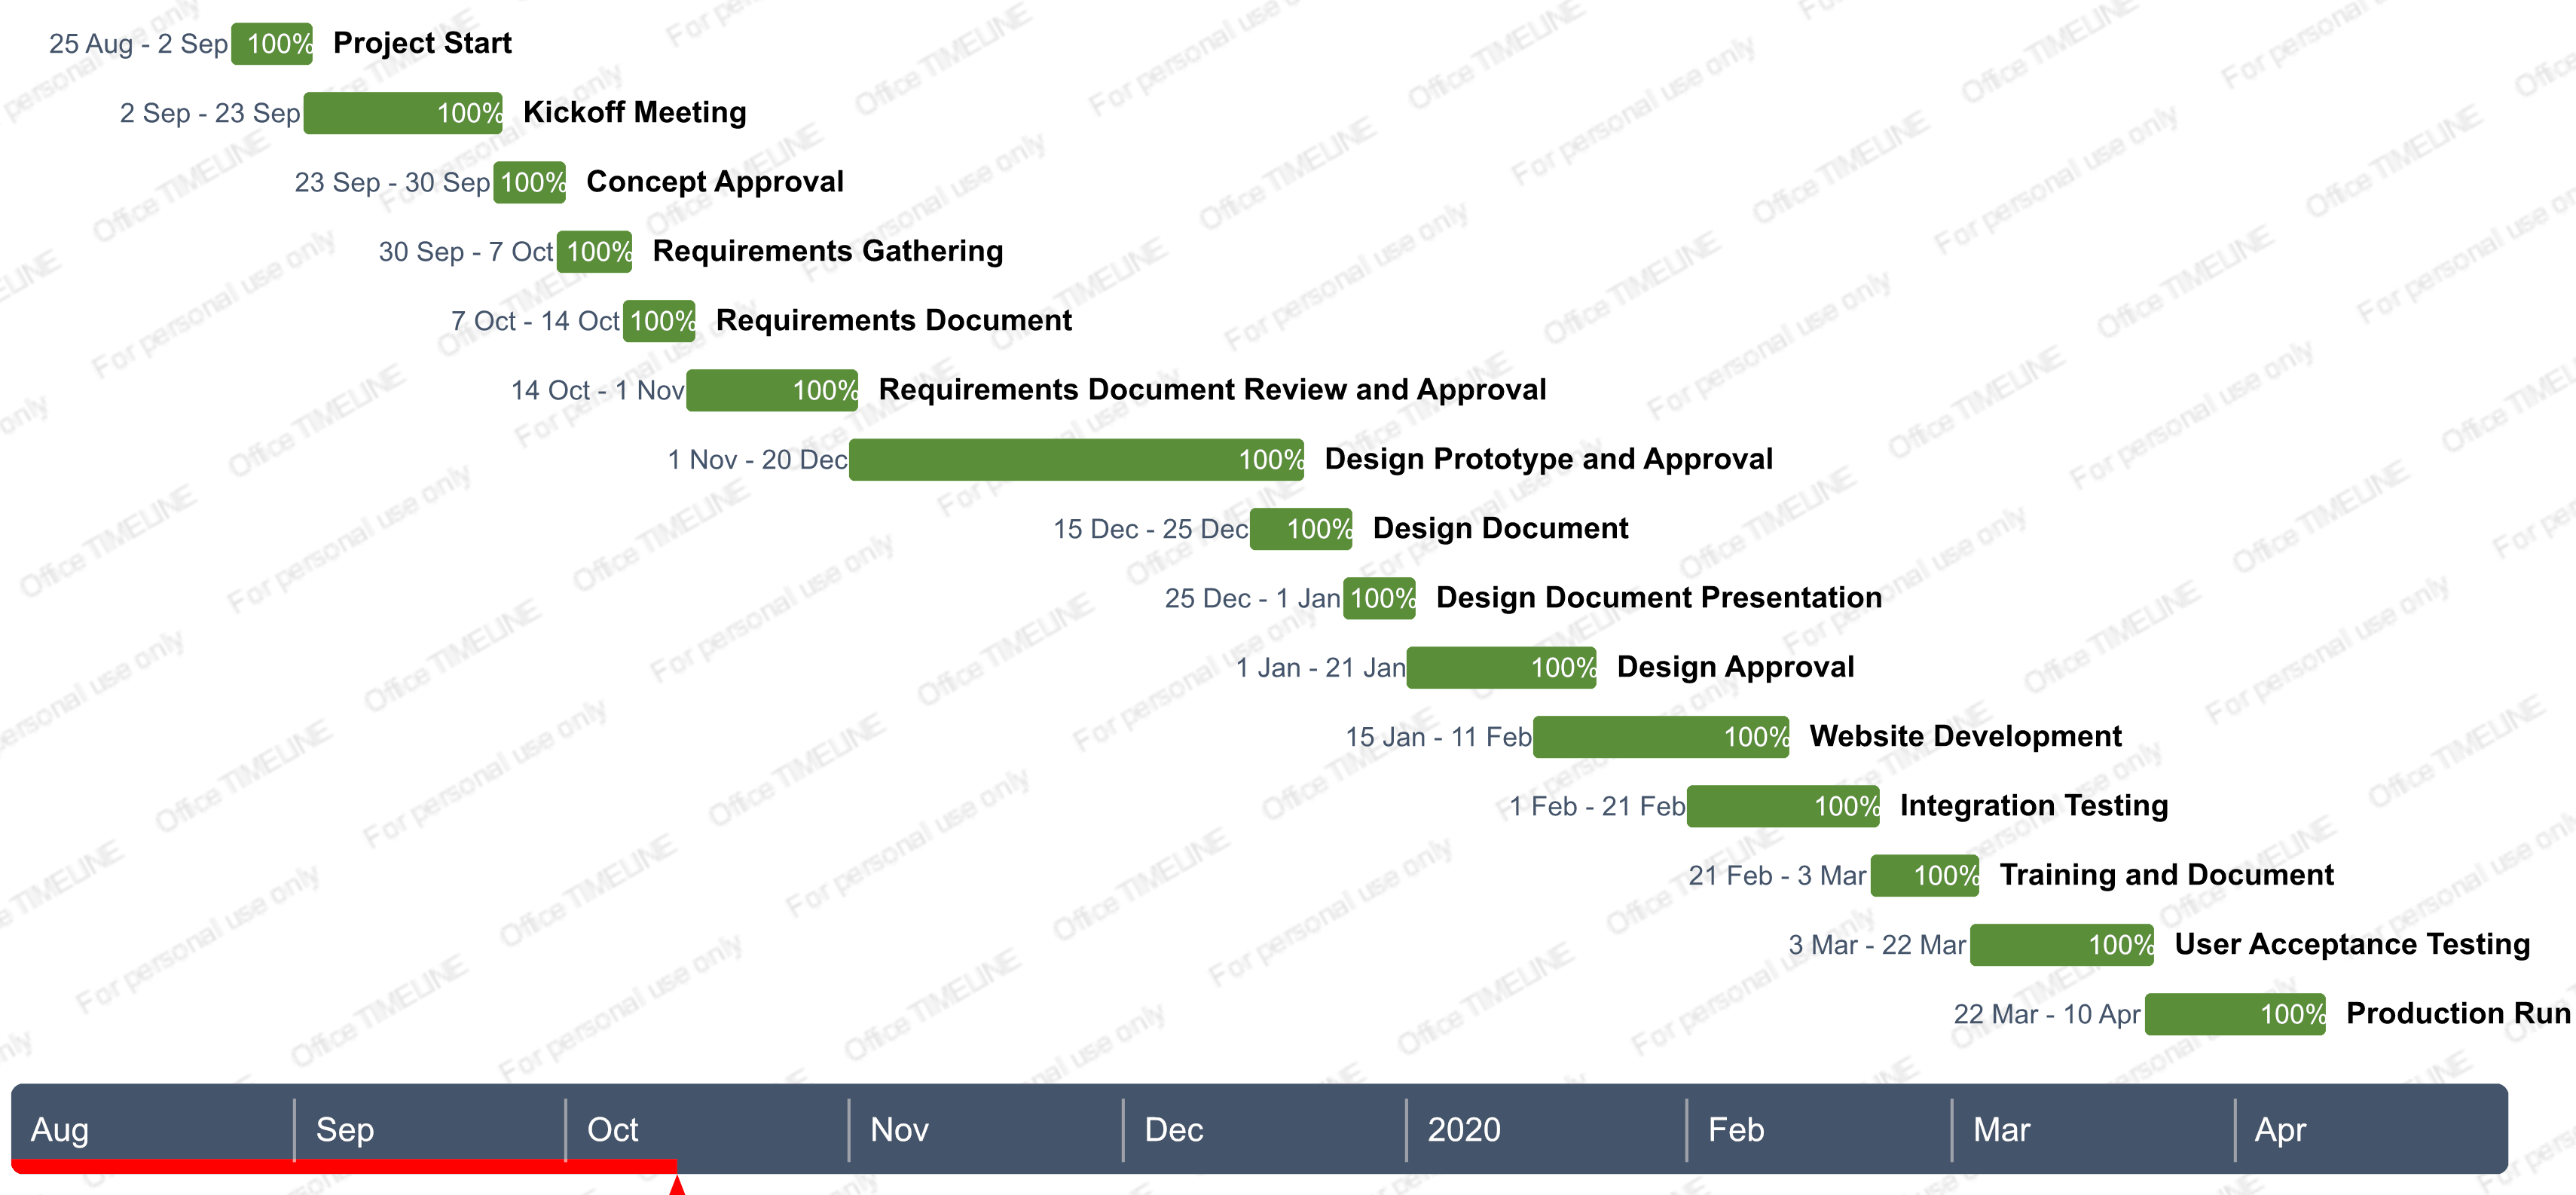 25 Aug - 2 Sep 100% Project Start
2 Sep - 23 Sep 100% Kickoff Meeting
23 Sep - 30 Sep 100% Concept Approval
30 Sep - 7 Oct 100% Requirements Gathering
7 Oct - 14 Oct 100% Requirements Document
14 Oct - 1 Nov 100% Requirements Document Review and Approval
1 Nov - 20 Dec 100% Design Prototype and Approval
15 Dec - 25 Dec 100% Design Document
25 Dec - 1 Jan 100% Design Document Presentation
1 Jan - 21 Jan 100% Design Approval
15 Jan - 11 Feb 100% Website Development
1 Feb - 21 Feb 100% Integration Testing
21 Feb - 3 Mar 100% Training and Document
3 Mar - 22 Mar 100% User Acceptance Testing
22 Mar - 10 Apr 100% Production Run
Aug Sep Oct Nov Dec 2020 Feb Mar Apr
Office TIMELINE For personal use only